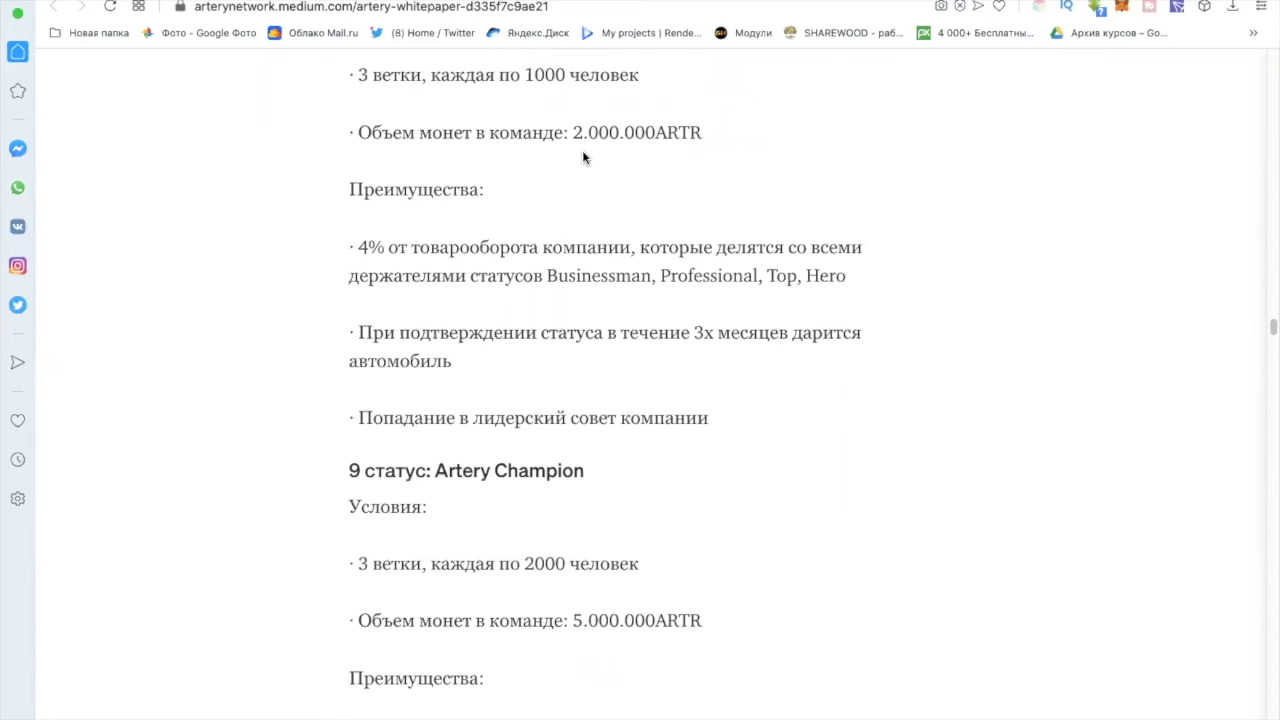 arterynetwork.medium.com/artery-whitepaper-d335f7c9ae21
Новая папка
Фото - Google Фото
Облако Mail.ru
(8) Home / Twitter
Яндекс.Диск
My projects | Rende...
Модули
SHAREWOOD - раб...
4 000+ Бесплатны...
Архив курсов – Go...
· 3 ветки, каждая по 1000 человек
· Объем монет в команде: 2.000.000ARTR
Преимущества:
· 4% от товарооборота компании, которые делятся со всеми
держателями статусов Businessman, Professional, Top, Hero
· При подтверждении статуса в течение 3х месяцев дарится
автомобиль
· Попадание в лидерский совет компании
9 статус: Artery Champion
Условия:
· 3 ветки, каждая по 2000 человек
· Объем монет в команде: 5.000.000ARTR
Преимущества: